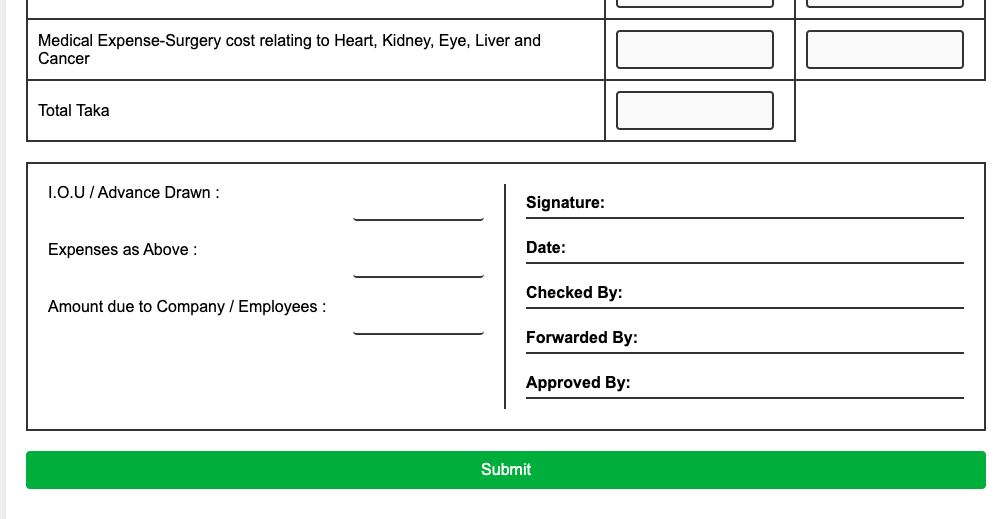 Medical Expense-Surgery cost relating to Heart, Kidney, Eye, Liver and
Cancer
Total Taka
I.O.U / Advance Drawn :
Expenses as Above :
Amount due to Company / Employees :
Signature:
Date:
Checked By:
Forwarded By:
Approved By:
Submit